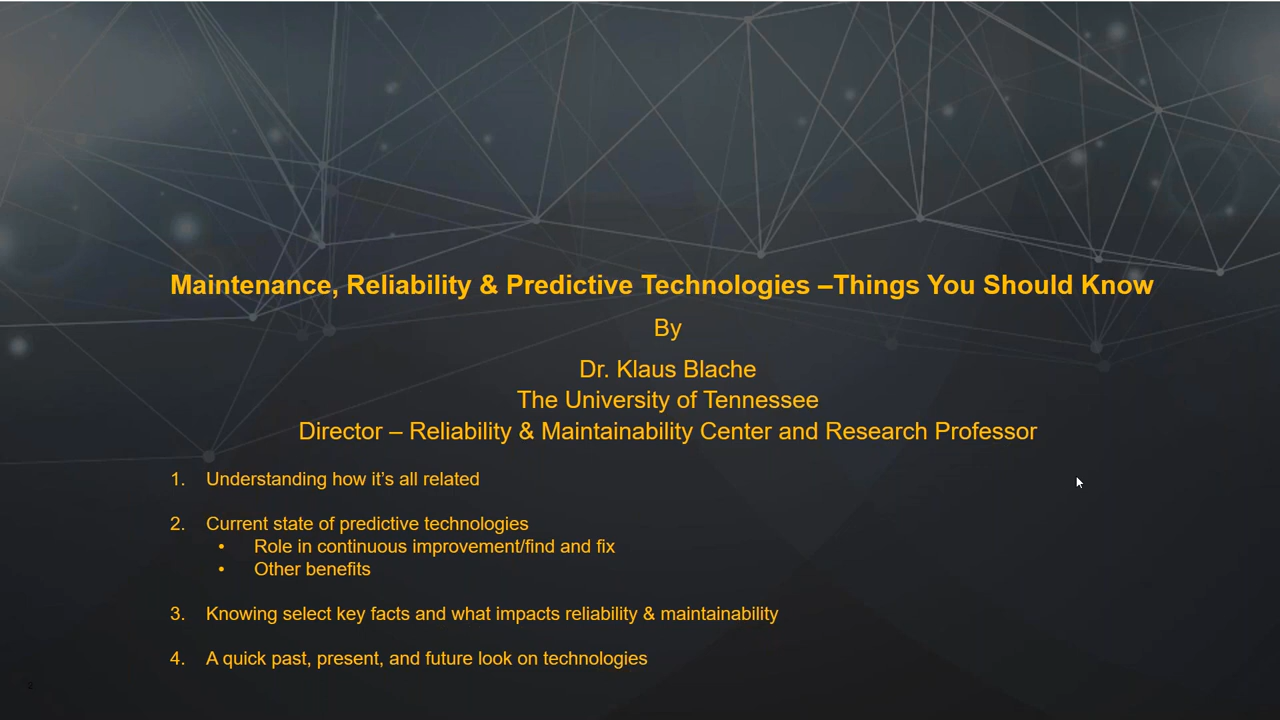 Maintenance, Reliability & Predictive Technologies –Things You Should Know
By
Dr. Klaus Blache
The University of Tennessee
Director – Reliability & Maintainability Center and Research Professor
1. Understanding how it’s all related
2. Current state of predictive technologies
• Role in continuous improvement/find and fix
• Other benefits
3. Knowing select key facts and what impacts reliability & maintainability
4. A quick past, present, and future look on technologies